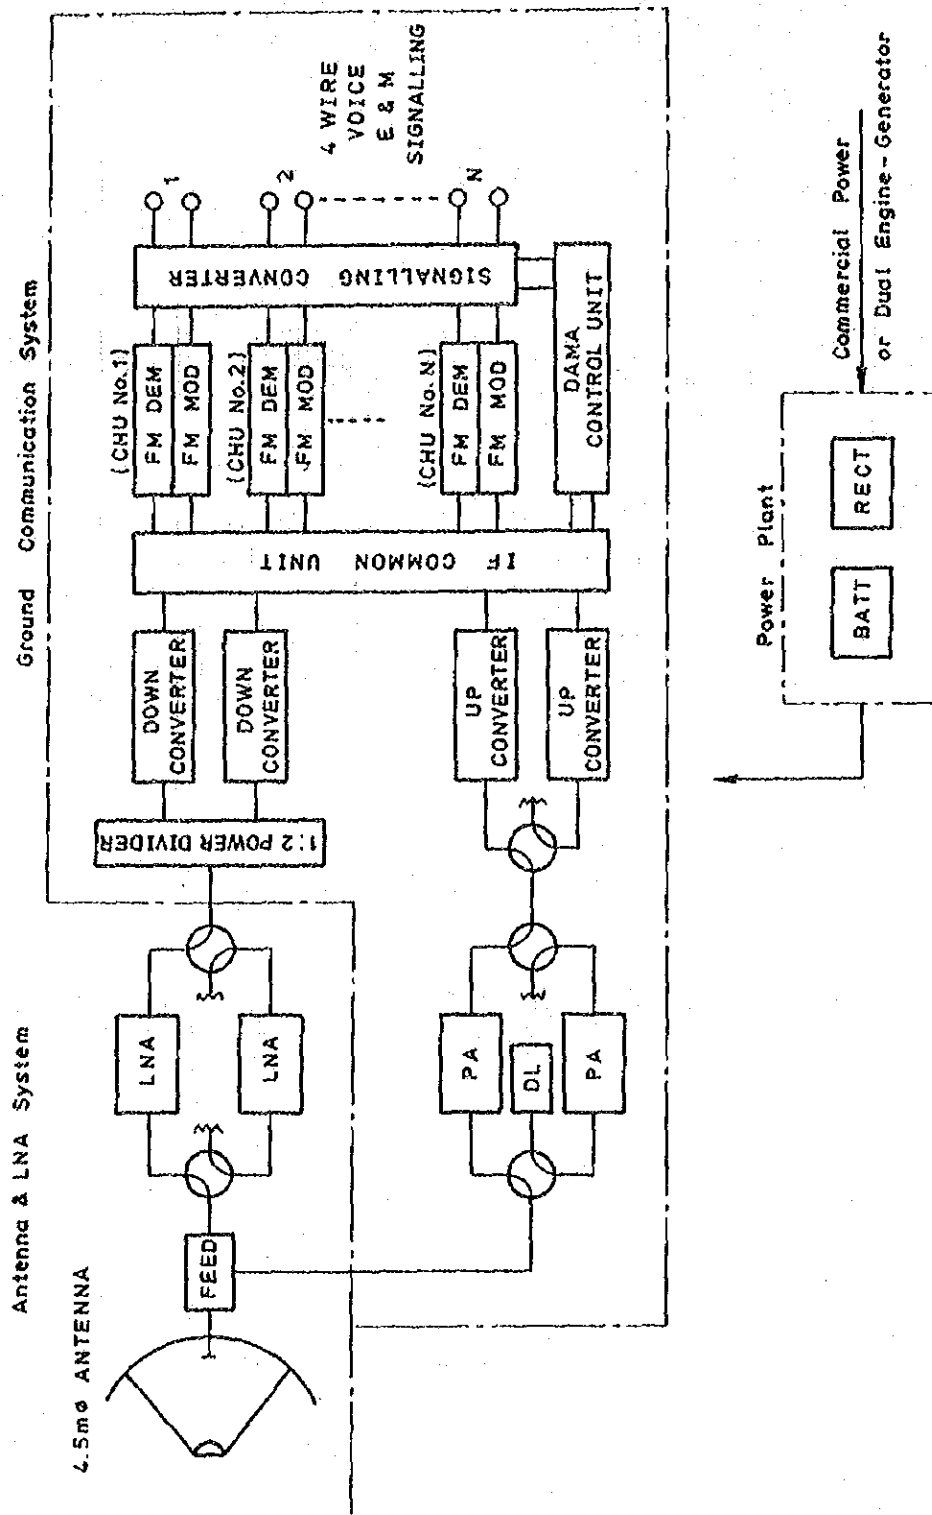 Antenna & LNA System
Ground Communication System
4.5mø ANTENNA
FEED
LNA
LNA
1:2 POWER DIVIDER
DOWN
CONVERTER
DOWN
CONVERTER
IF COMMON UNIT
(CHU No.1)
FM DEM
FM MOD
(CHU No.2)
FM DEM
FM MOD
(CHU No.N)
FM DEM
FM MOD
SIGNALLING CONVERTER
1
2
N
4 WIRE
VOICE
E & M
SIGNALLING
PA
DL
PA
UP
CONVERTER
UP
CONVERTER
DAMA
CONTROL UNIT
Power Plant
BATT
RECT
Commercial Power
or Dual Engine-Generator